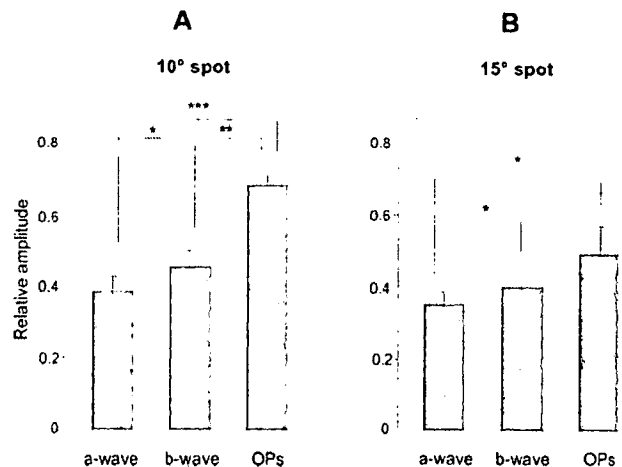 A
10° spot
***
*
**
0.8
0.6
0.4
0.2
0
Relative amplitude
a-wave b-wave OPs
B
15° spot
*
*
0.8
0.6
0.4
0.2
0
a-wave b-wave OPs